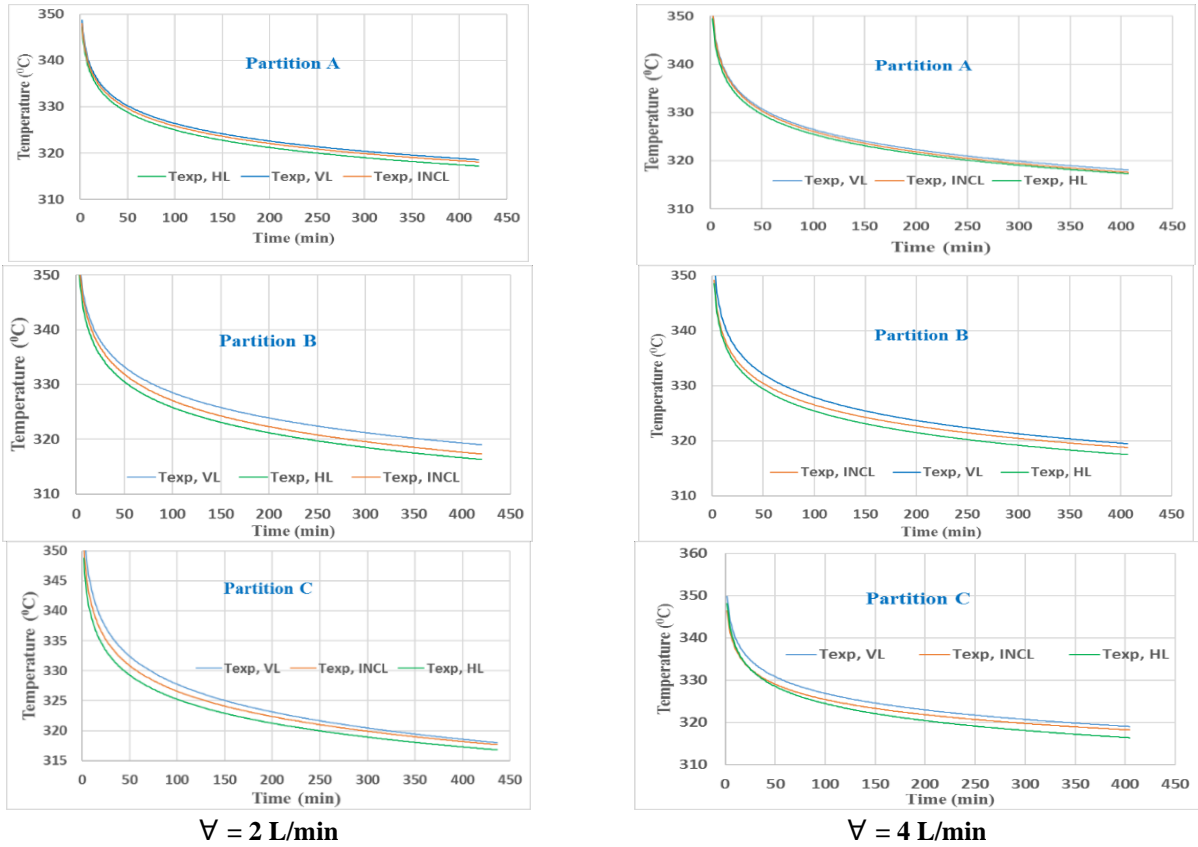 350
340
330
320
310
Temperature (⁰C)
Partition A
Texp, HL Texp, VL Texp, INCL
0 50 100 150 200 250 300 350 400 450
Time (min)
350
340
330
320
310
Temperature (⁰C)
Partition A
Texp, VL Texp, INCL Texp, HL
0 50 100 150 200 250 300 350 400 450
Time (min)
350
340
330
320
310
Temperature (⁰C)
Partition B
Texp, VL Texp, HL Texp, INCL
0 50 100 150 200 250 300 350 400 450
Time (min)
350
340
330
320
310
Temperature (⁰C)
Partition B
Texp, INCL Texp, VL Texp, HL
0 50 100 150 200 250 300 350 400 450
Time (min)
350
345
340
335
330
325
320
315
Temperature (⁰C)
Partition C
Texp, VL Texp, INCL Texp, HL
0 50 100 150 200 250 300 350 400 450
Time (min)
360
350
340
330
320
310
Temperature (⁰C)
Partition C
Texp, VL Texp, INCL Texp, HL
0 50 100 150 200 250 300 350 400 450
Time (min)
∀ = 2 L/min
∀ = 4 L/min